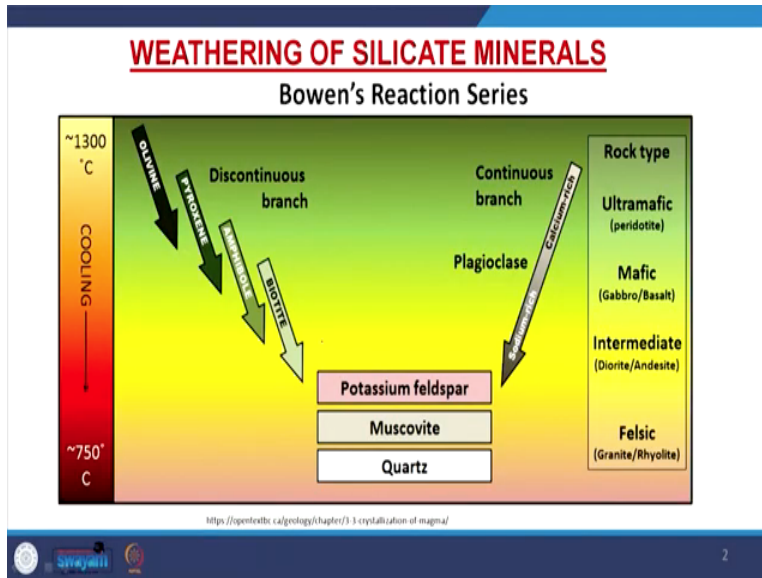 WEATHERING OF SILICATE MINERALS
Bowen's Reaction Series
~1300
°C
COOLING
~750°
C
OLIVINE
PYROXENE
AMPHIBOLE
BIOTITE
Discontinuous
branch
Continuous
branch
Plagioclase
Calcium-rich
Sodium-rich
Potassium feldspar
Muscovite
Quartz
Rock type
Ultramafic
(peridotite)
Mafic
(Gabbro/Basalt)
Intermediate
(Diorite/Andesite)
Felsic
(Granite/Rhyolite)
https://opentextbc.ca/geology/chapter/3-3-crystallization-of-magma/
swayam
2